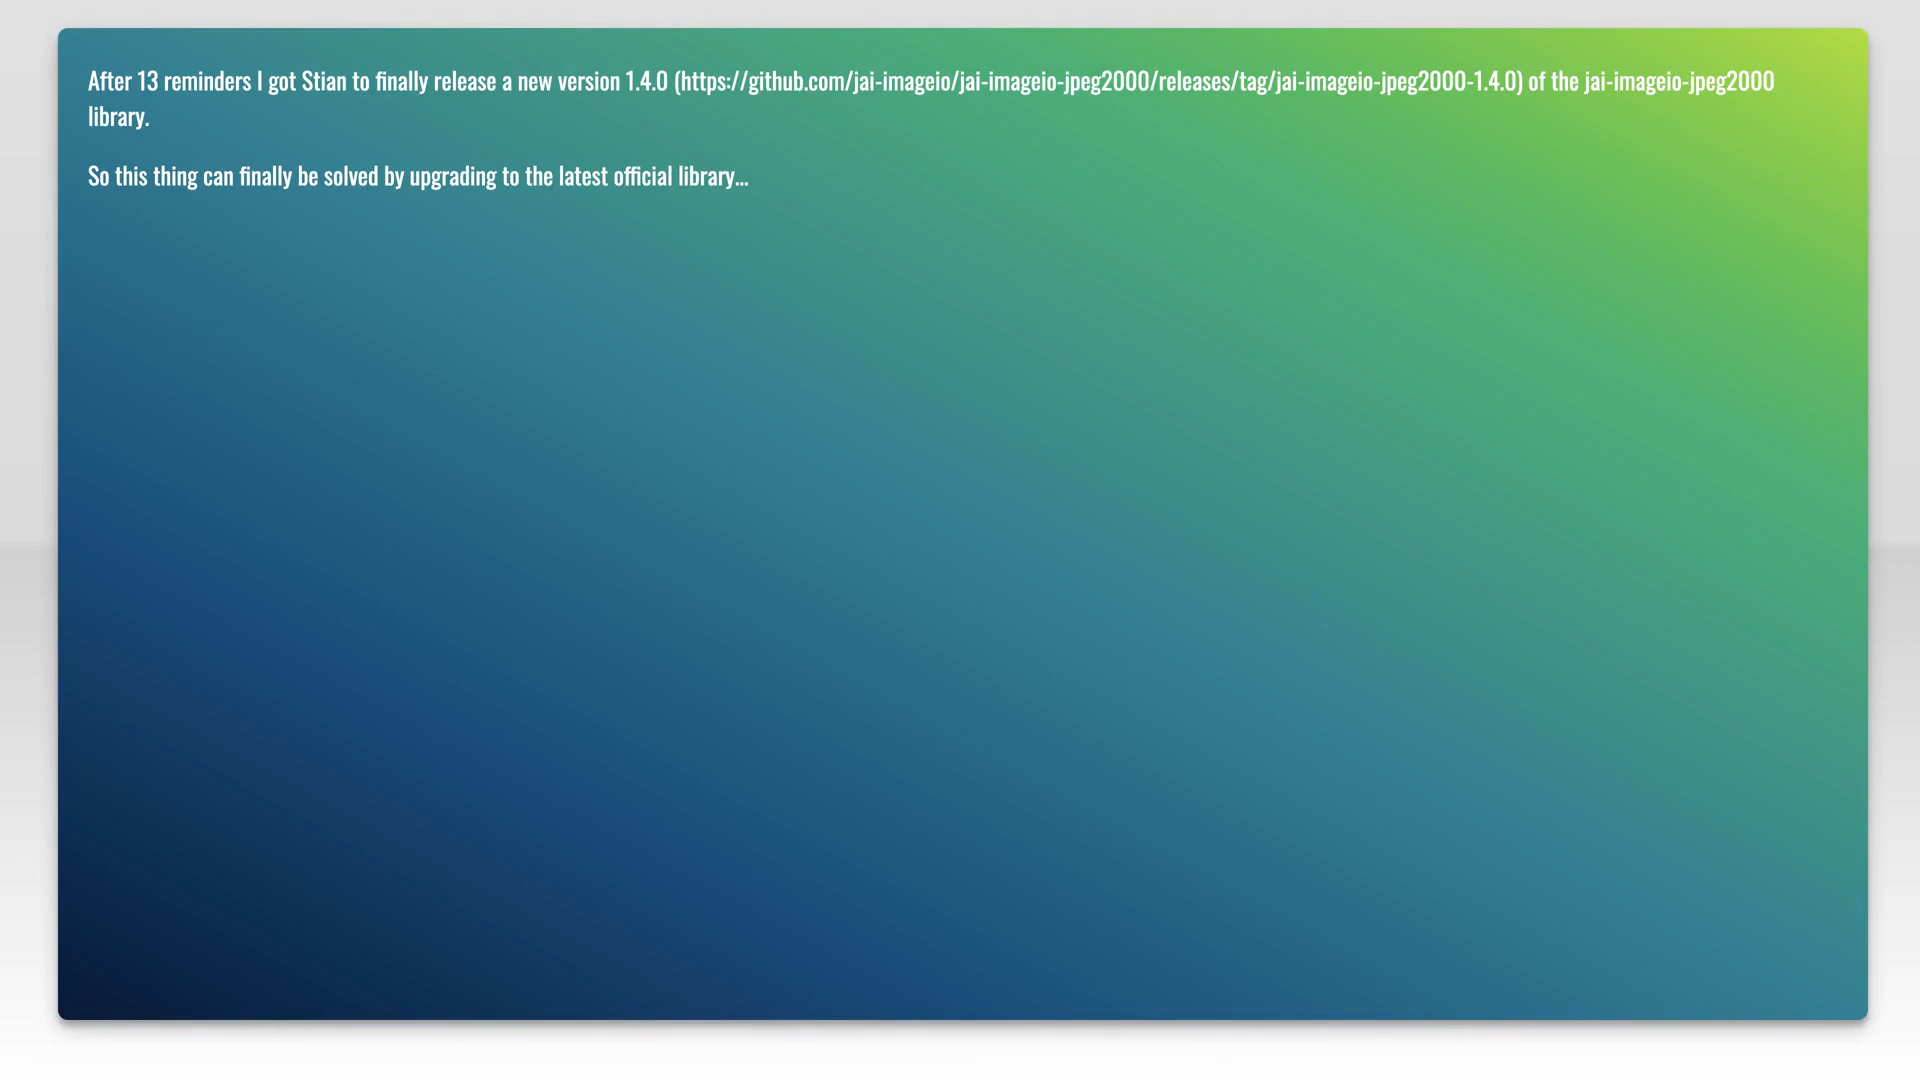 After 13 reminders I got Stian to finally release a new version 1.4.0 (https://github.com/jai-imageio/jai-imageio-jpeg2000/releases/tag/jai-imageio-jpeg2000-1.4.0) of the jai-imageio-jpeg2000
library.
So this thing can finally be solved by upgrading to the latest official library...